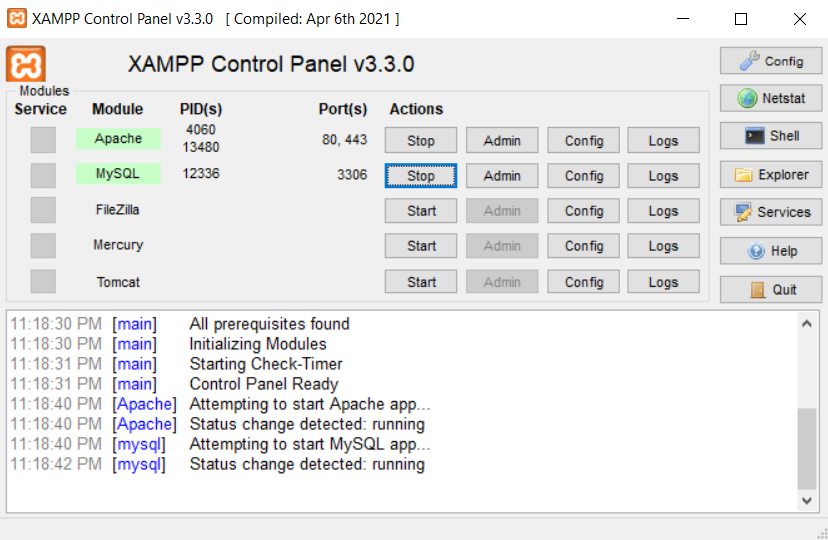 XAMPP Control Panel v3.3.0 [ Compiled: Apr 6th 2021 ]
XAMPP Control Panel v3.3.0
Modules
Service Module PID(s) Port(s) Actions
Apache 4060 13480 80, 443 Stop Admin Config Logs
MySQL 12336 3306 Stop Admin Config Logs
FileZilla Start Admin Config Logs
Mercury Start Admin Config Logs
Tomcat Start Admin Config Logs
Config
Netstat
Shell
Explorer
Services
Help
Quit
11:18:30 PM [main] All prerequisites found
11:18:30 PM [main] Initializing Modules
11:18:31 PM [main] Starting Check-Timer
11:18:31 PM [main] Control Panel Ready
11:18:40 PM [Apache] Attempting to start Apache app...
11:18:40 PM [Apache] Status change detected: running
11:18:40 PM [mysql] Attempting to start MySQL app...
11:18:42 PM [mysql] Status change detected: running